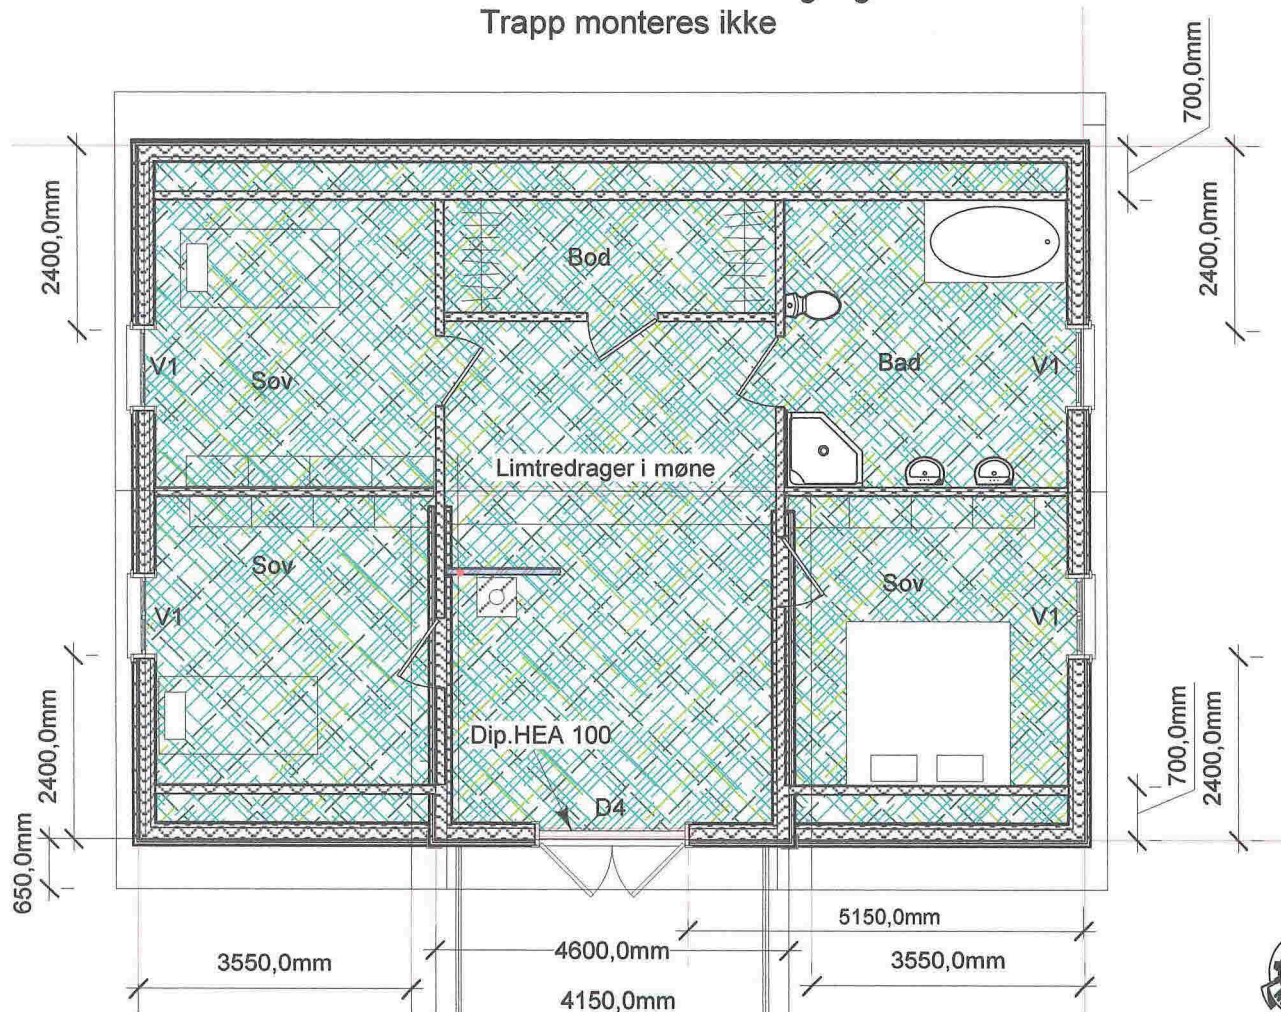 Trapp monteres ikke
700,0mm
2400,0mm
2400,0mm
Bod
V1
Søv
Bad
V1
Limtredrager i møne
Søv
Søv
V1
V1
Dip.HEA 100
D4
2400,0mm
700,0mm
2400,0mm
650,0mm
5150,0mm
4600,0mm
3550,0mm
3550,0mm
4150,0mm